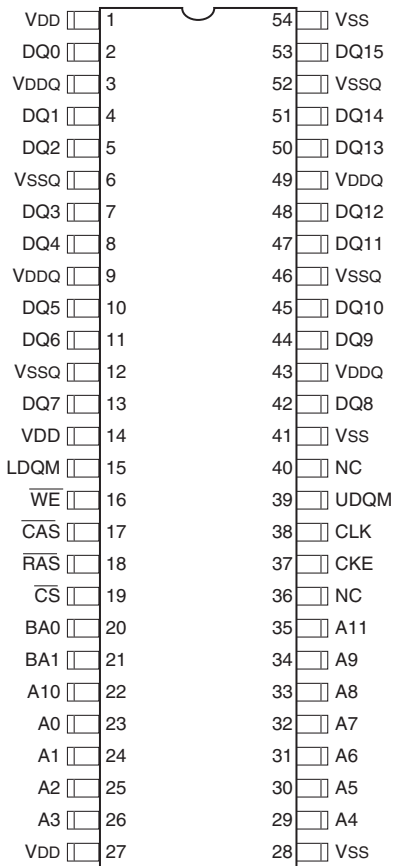 VDD 1 54 VSS
DQ0 2 53 DQ15
VDDQ 3 52 VSSQ
DQ1 4 51 DQ14
DQ2 5 50 DQ13
VSSQ 6 49 VDDQ
DQ3 7 48 DQ12
DQ4 8 47 DQ11
VDDQ 9 46 VSSQ
DQ5 10 45 DQ10
DQ6 11 44 DQ9
VSSQ 12 43 VDDQ
DQ7 13 42 DQ8
VDD 14 41 VSS
LDQM 15 40 NC
WE 16 39 UDQM
CAS 17 38 CLK
RAS 18 37 CKE
CS 19 36 NC
BA0 20 35 A11
BA1 21 34 A9
A10 22 33 A8
A0 23 32 A7
A1 24 31 A6
A2 25 30 A5
A3 26 29 A4
VDD 27 28 VSS